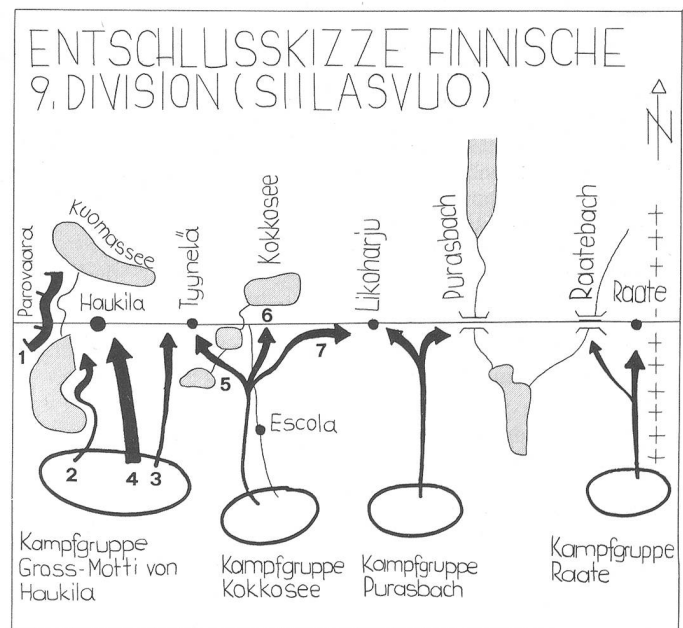 ENTSCHLUSSKIZZE FINNISCHE
9. DIVISION (SIILASVUO)
N
Parovaara
Kuomassee
Haukila
Tyynelä
Kokkosee
Likoharju
Purasbach
Raatebach
Raate
1
2
4
3
5
6
7
Escola
Kampfgruppe
Gross-Motti von
Haukila
Kampfgruppe
Kokkosee
Kampfgruppe
Purasbach
Kampfgruppe
Raate